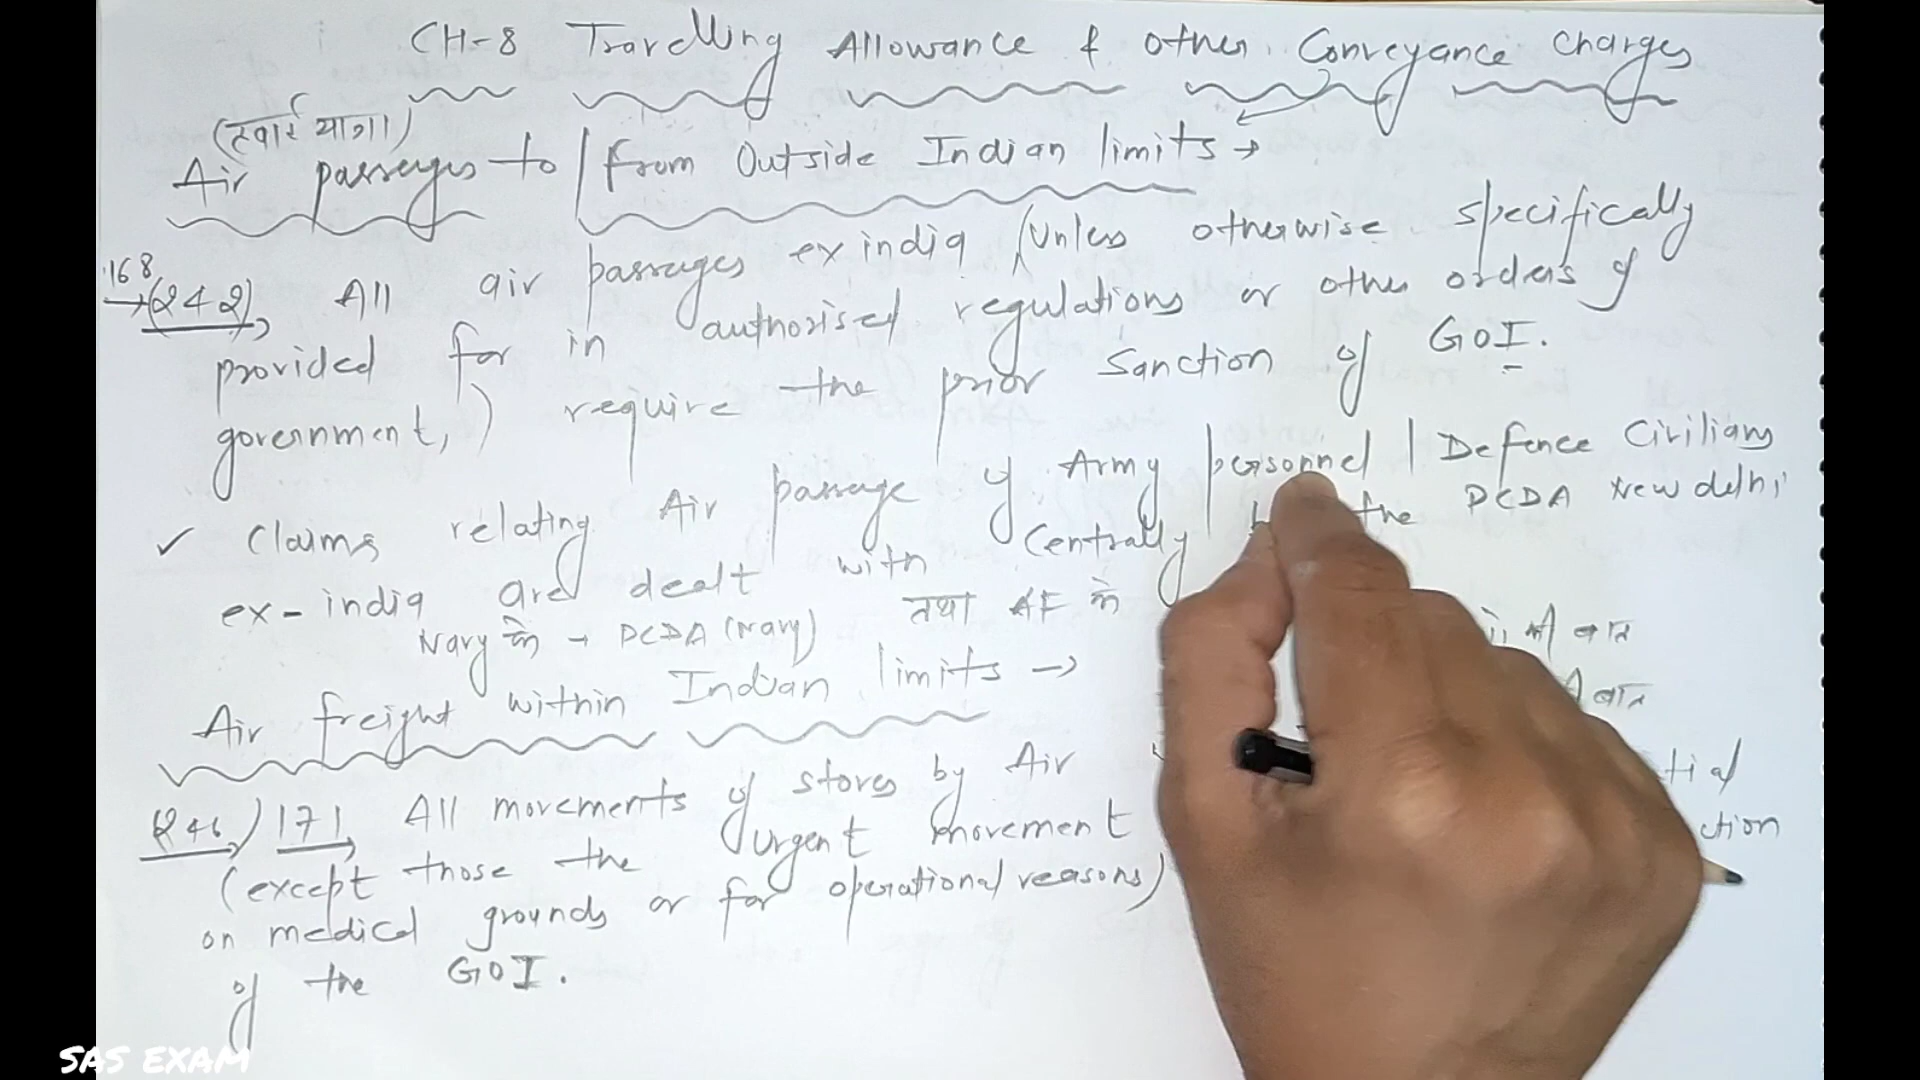 CH-8 Travelling Allowance & Other Conveyance Charges
(हवाई यात्रा)
Air passages to / from Outside Indian limits →
168
→(242), All air passages ex india (Unless otherwise specifically
provided for in authorised regulations or other orders of
government,) require the prior Sanction of GOI.
✓ Claims relating Air passage of Army personnel / Defence Civilians
ex-india are dealt with Centrally the PCDA New delhi
Navy के → PCDA (Navy) तथा AF के
Air freight within Indian limits →
(246) 171, All movements of stores by Air
(except those the urgent movement
on medical grounds or for operational reasons)
of the GOI.
SAS EXAM